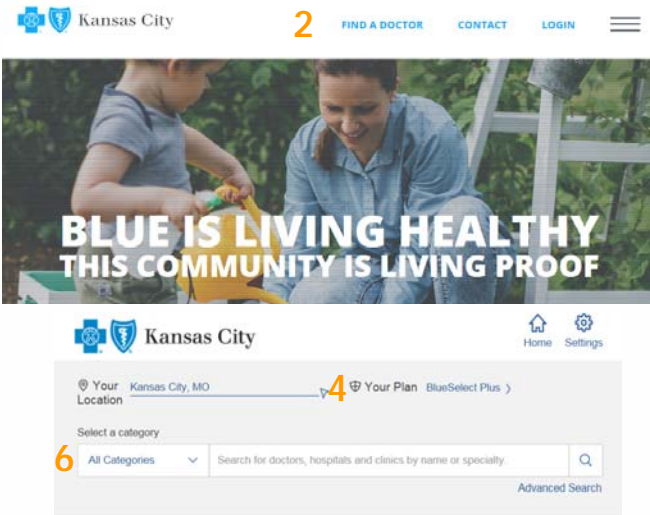 Kansas City
2 FIND A DOCTOR CONTACT LOGIN
BLUE IS LIVING HEALTHY
THIS COMMUNITY IS LIVING PROOF
Kansas City
Home Settings
Your Location Kansas City, MO
4 Your Plan BlueSelect Plus
Select a category
6 All Categories Search for doctors, hospitals and clinics by name or specialty.
Advanced Search